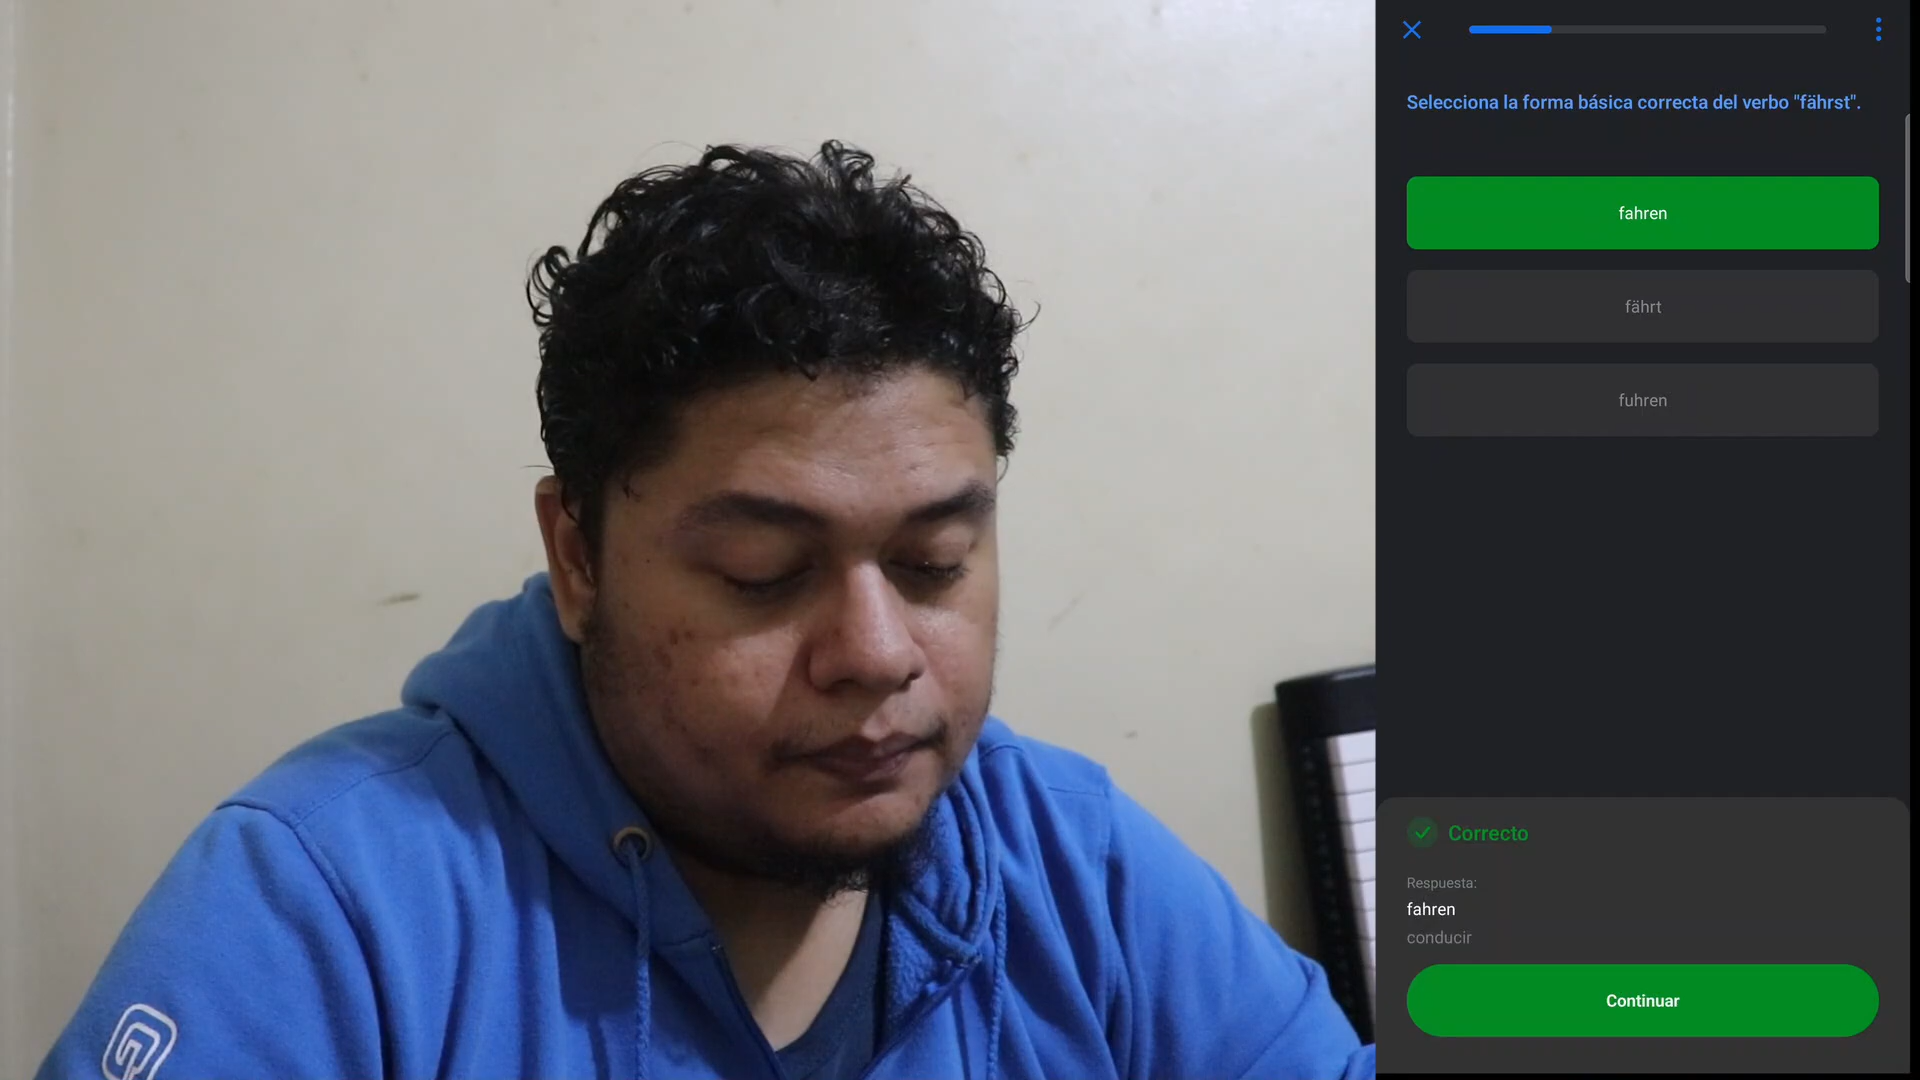 Selecciona la forma básica correcta del verbo "fährst".
fahren
fährt
fuhren
Correcto
Respuesta:
fahren
conducir
Continuar